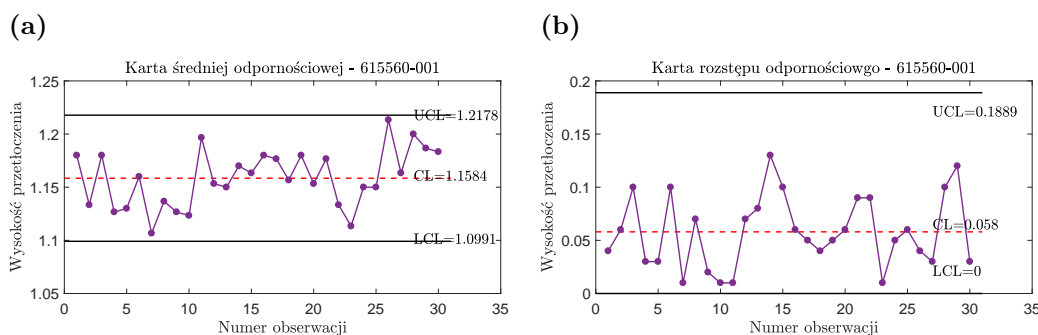 (a)
Karta średniej odpornościowej - 615560-001
1.25
1.2
1.15
1.1
1.05
Wysokość przetłoczenia
UCL=1.2178
CL=1.1584
LCL=1.0991
0 5 10 15 20 25 30 35
Numer obserwacji
(b)
Karta rozstępu odpornościowgo - 615560-001
0.2
0.15
0.1
0.05
0
Wysokość przetłoczenia
UCL=0.1889
CL=0.058
LCL=0
0 5 10 15 20 25 30 35
Numer obserwacji